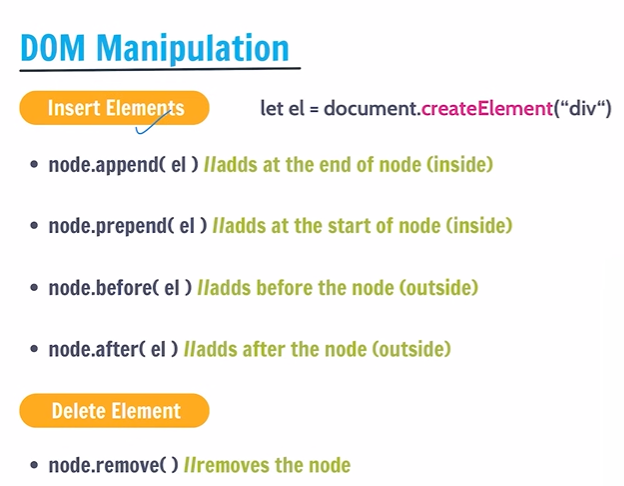 DOM Manipulation
Insert Elements
let el = document.createElement(“div“)
• node.append( el ) //adds at the end of node (inside)
• node.prepend( el ) //adds at the start of node (inside)
• node.before( el ) //adds before the node (outside)
• node.after( el ) //adds after the node (outside)
Delete Element
• node.remove( ) //removes the node